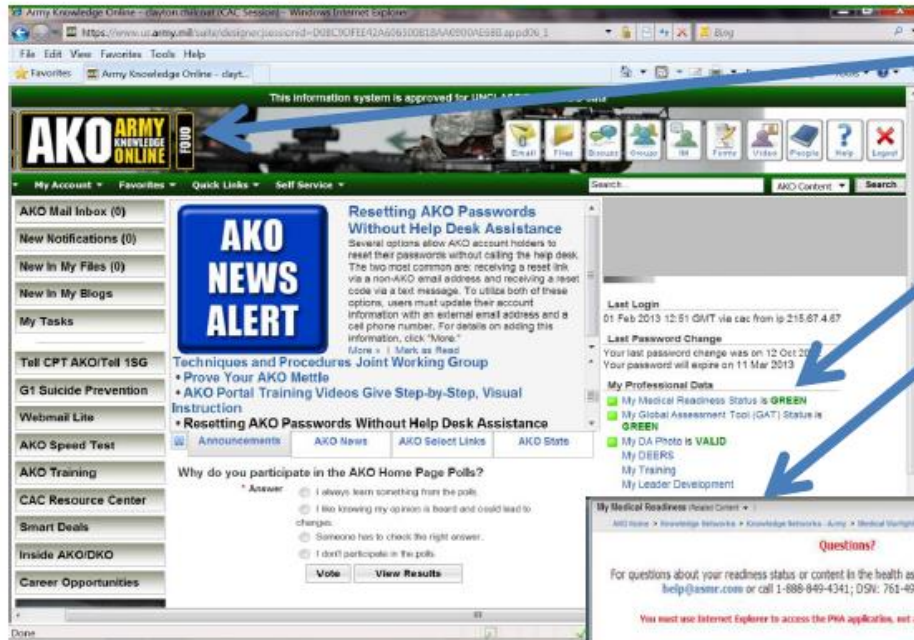 Army Knowledge Online - clayton.chilcoat (CAC Session) - Windows Internet Explorer
File Edit View Favorites Tools Help
Favorites Army Knowledge Online - clayt...
This information system is approved for
AKO ARMY KNOWLEDGE ONLINE FOUO
Email Files Discuss Groups IM Forms Video People Help Logout
My Account Favorites Quick Links Self Service Search... AKO Content Search
AKO Mail Inbox (0)
New Notifications (0)
New In My Files (0)
New In My Blogs
My Tasks
Tell CPT AKO/Tell 1SG
G1 Suicide Prevention
Webmail Lite
AKO Speed Test
AKO Training
CAC Resource Center
Smart Deals
Inside AKO/DKO
Career Opportunities
AKO
NEWS
ALERT
Resetting AKO Passwords
Without Help Desk Assistance
Several options allow AKO account holders to
reset their passwords without calling the help desk.
The two most common are: receiving a reset link
via a non-AKO email address and receiving a reset
code via a text message. To utilize both of these
options, users must update their account
information with an external email address and a
cell phone number. For details on adding this
information, click "More."
More » | Mark as Read
Techniques and Procedures Joint Working Group
• Prove Your AKO Mettle
• AKO Portal Training Videos Give Step-by-Step, Visual
Instruction
• Resetting AKO Passwords Without Help Desk Assistance
Announcements AKO News AKO Select Links AKO Stats
Why do you participate in the AKO Home Page Polls?
* Answer
I always learn something from the polls.
I like knowing my opinion is heard and could lead to
changes.
Someone has to check the right answer.
I don't participate in the polls.
Vote View Results
Last Login
01 Feb 2013 12:51 GMT via cac from ip 215.67.4.67
Last Password Change
Your last password change was on 12 Oct
Your password will expire on 11 Mar 2013
My Professional Data
My Medical Readiness Status is GREEN
My Global Assessment Tool (GAT) Status is
GREEN
My DA Photo is VALID
My DEERS
My Training
My Leader Development
My Medical Readiness
AKO Home > Knowledge Networks > Knowledge Networks - Army >
Questions?
For questions about your readiness status or content in the health as
help@asmr.com or call 1-888-849-4341; DSN: 761-49
You must use Internet Explorer to access the PHA application, not
Done